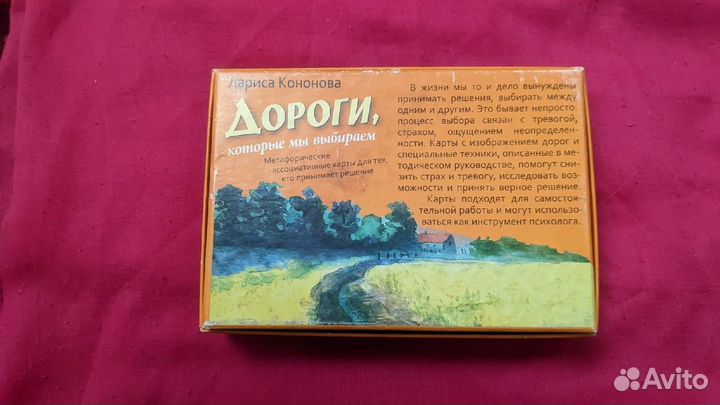 Лариса Кононова
ДОРОГИ,
которые мы выбираем
Метафорические
ассоциативные карты для тех,
кто принимает решение
В жизни мы то и дело вынуждены
принимать решения, выбирать между
одним и другим. Это бывает непросто:
процесс выбора связан с тревогой,
страхом, ощущением неопределен-
ности. Карты с изображением дорог и
специальные техники, описанные в ме-
тодическом руководстве, помогут сни-
зить страх и тревогу, исследовать воз-
можности и принять верное решение.
Карты подходят для самостоя-
тельной работы и могут использо-
ваться как инструмент психолога.
Avito